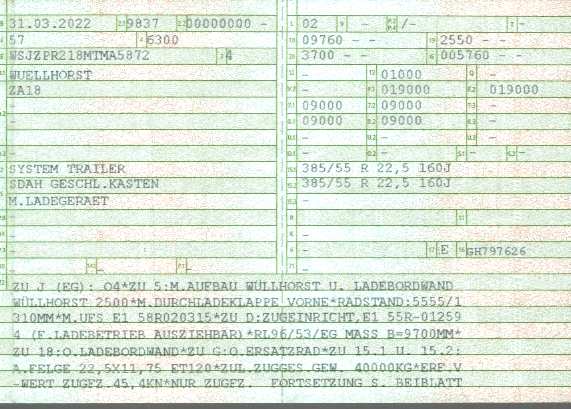 31.03.2022 9837 00000000 -
57 6300
WSJZPR218MTMA5872 4
WUELLHORST
ZA18
-
-
-
SYSTEM TRAILER
SDAH GESCHL.KASTEN
M.LADEGERAET
-
-
-
-
02 - - /- -
09760 - - 2550 - -
3700 - - 005760 - -
- 01000 -
- 019000 019000
09000 09000 -
09000 09000 -
- - -
- - -
385/55 R 22,5 160J
385/55 R 22,5 160J
-
-
-
- E GH797626
ZU J (EG): O4*ZU 5:M.AUFBAU WÜLLHORST U. LADEBORDWAND
WÜLLHORST 2500*M.DURCHLADEKLAPPE VORNE*RADSTAND:5555/1
310MM*M.UFS E1 58R020315*ZU D:ZUGEINRICHT,E1 55R-01259
4 (F.LADEBETRIEB AUSZIEHBAR)*RL96/53/EG MASS B=9700MM*
ZU 18:O.LADEBORDWAND*ZU G:O.ERSATZRAD*ZU 15.1 U. 15.2:
A.FELGE 22,5X11,75 ET120*ZUL.ZUGGES.GEW. 40000KG*ERF.V
-WERT ZUGFZ.45,4KN*NUR ZUGFZ. FORTSETZUNG S. BEIBLATT